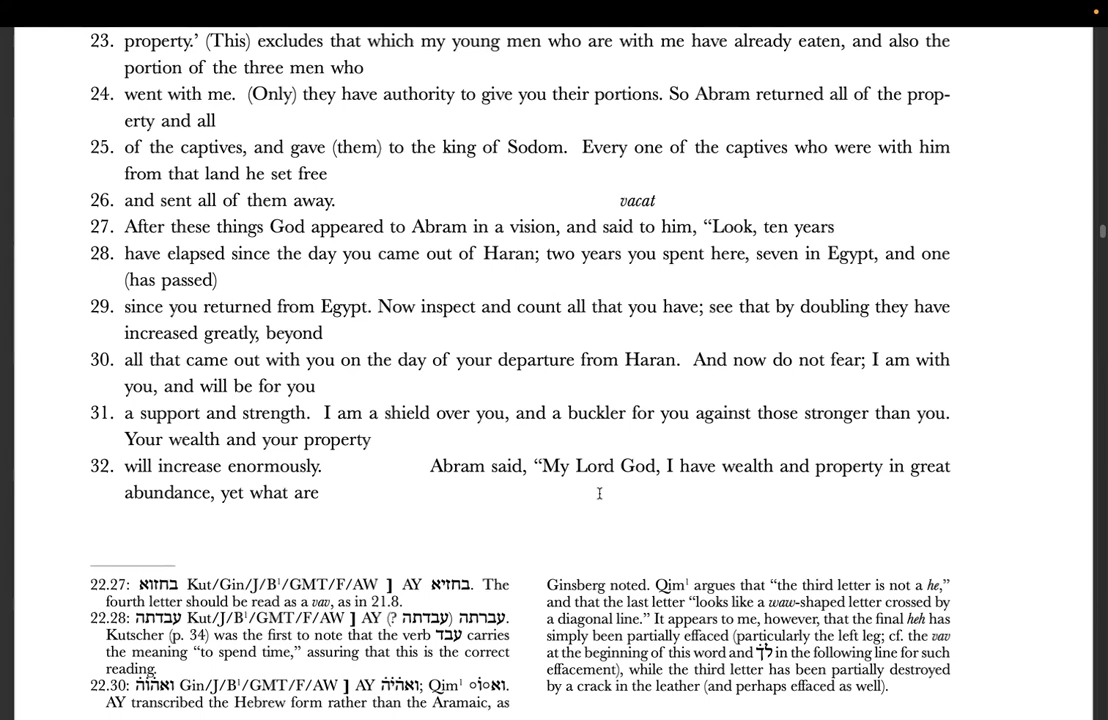 23. property.’ (This) excludes that which my young men who are with me have already eaten, and also the
portion of the three men who
24. went with me. (Only) they have authority to give you their portions. So Abram returned all of the prop-
erty and all
25. of the captives, and gave (them) to the king of Sodom. Every one of the captives who were with him
from that land he set free
26. and sent all of them away. vacat
27. After these things God appeared to Abram in a vision, and said to him, “Look, ten years
28. have elapsed since the day you came out of Haran; two years you spent here, seven in Egypt, and one
(has passed)
29. since you returned from Egypt. Now inspect and count all that you have; see that by doubling they have
increased greatly, beyond
30. all that came out with you on the day of your departure from Haran. And now do not fear; I am with
you, and will be for you
31. a support and strength. I am a shield over you, and a buckler for you against those stronger than you.
Your wealth and your property
32. will increase enormously. Abram said, “My Lord God, I have wealth and property in great
abundance, yet what are
22.27: בחזוא Kut/Gin/J/B¹/GMT/F/AW ] AY בחזיא. The
fourth letter should be read as a vav, as in 21.8.
22.28: עבדתה Kut/J/B¹/GMT/F/AW ] AY (? עבדתה) עברתה.
Kutscher (p. 34) was the first to note that the verb עבד carries
the meaning “to spend time,” assuring that this is the correct
reading.
22.30: ואהוה Gin/J/B¹/GMT/F/AW ] AY ואהיה; Qim¹
AY transcribed the Hebrew form rather than the Aramaic, as
Ginsberg noted. Qim¹ argues that “the third letter is not a he,”
and that the last letter “looks like a waw-shaped letter crossed by
a diagonal line.” It appears to me, however, that the final heh has
simply been partially effaced (particularly the left leg; cf. the vav
at the beginning of this word and לך in the following line for such
effacement), while the third letter has been partially destroyed
by a crack in the leather (and perhaps effaced as well).